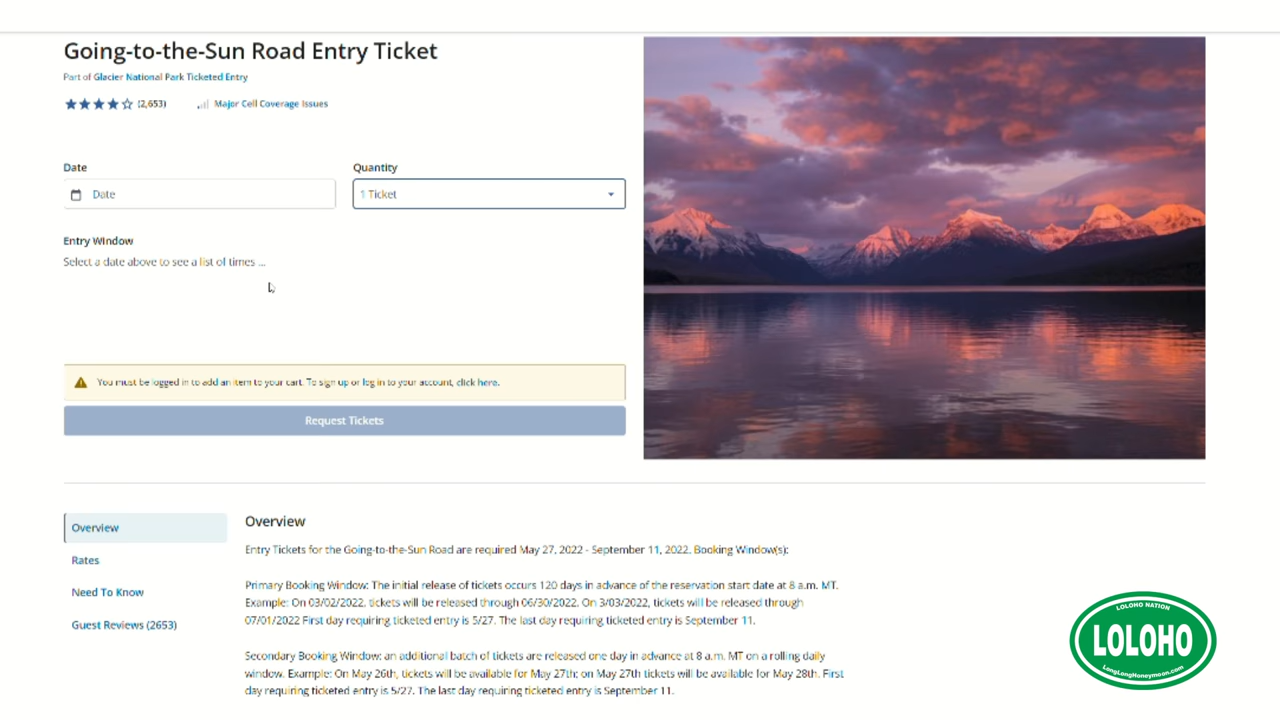 Going-to-the-Sun Road Entry Ticket
Part of Glacier National Park Ticketed Entry
(2,653) Major Cell Coverage Issues
Date Quantity
Date 1 Ticket
Entry Window
Select a date above to see a list of times ...
You must be logged in to add an item to your cart. To sign up or log in to your account, click here.
Request Tickets
Overview
Rates
Need To Know
Guest Reviews (2653)
Overview
Entry Tickets for the Going-to-the-Sun Road are required May 27, 2022 - September 11, 2022. Booking Window(s):
Primary Booking Window: The initial release of tickets occurs 120 days in advance of the reservation start date at 8 a.m. MT.
Example: On 03/02/2022, tickets will be released through 06/30/2022. On 3/03/2022, tickets will be released through
07/01/2022 First day requiring ticketed entry is 5/27. The last day requiring ticketed entry is September 11.
Secondary Booking Window: an additional batch of tickets are released one day in advance at 8 a.m. MT on a rolling daily
window. Example: On May 26th, tickets will be available for May 27th; on May 27th tickets will be available for May 28th. First
day requiring ticketed entry is 5/27. The last day requiring ticketed entry is September 11.
LOLOHO NATION
LOLOHO
LongLongHoneymoon.com